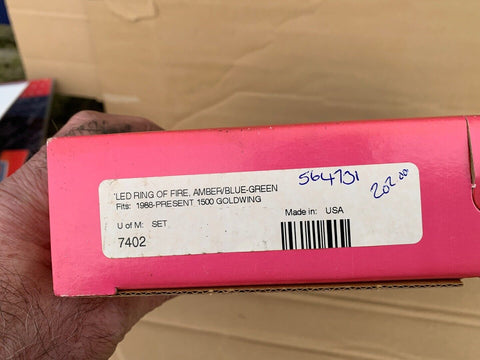 LED RING OF FIRE, AMBER/BLUE-GREEN
Fits: 1988-PRESENT 1500 GOLDWING
564731
202.00
U of M: SET
Made in: USA
7402